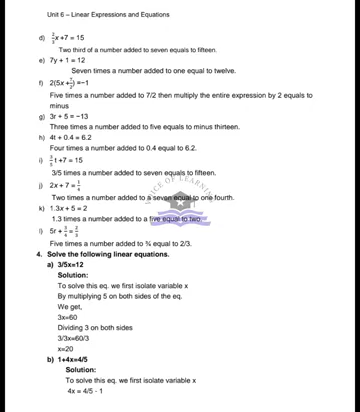 Unit 6 – Linear Expressions and Equations
d) 2/3 x +7 = 15
Two third of a number added to seven equals to fifteen.
e) 7y + 1 = 12
Seven times a number added to one equal to twelve.
f) 2(5x + 7/2) =−1
Five times a number added to 7/2 then multiply the entire expression by 2 equals to
minus
g) 3r + 5 = −13
Three times a number added to five equals to minus thirteen.
h) 4t + 0.4 = 6.2
Four times a number added to 0.4 equal to 6.2.
i) 3/5 t +7 = 15
3/5 times a number added to seven equals to fifteen.
j) 2x + 7 = 1/4
Two times a number added to a seven equal to one fourth.
k) 1.3x + 5 = 2
1.3 times a number added to a five equal to two.
l) 5r + 3/4 = 2/3
Five times a number added to ¾ equal to 2/3.
4. Solve the following linear equations.
a) 3/5x=12
Solution:
To solve this eq. we first isolate variable x
By multiplying 5 on both sides of the eq.
We get,
3x=60
Dividing 3 on both sides
3/3x=60/3
x=20
b) 1+4x=4/5
Solution:
To solve this eq. we first isolate variable x
4x = 4/5 - 1